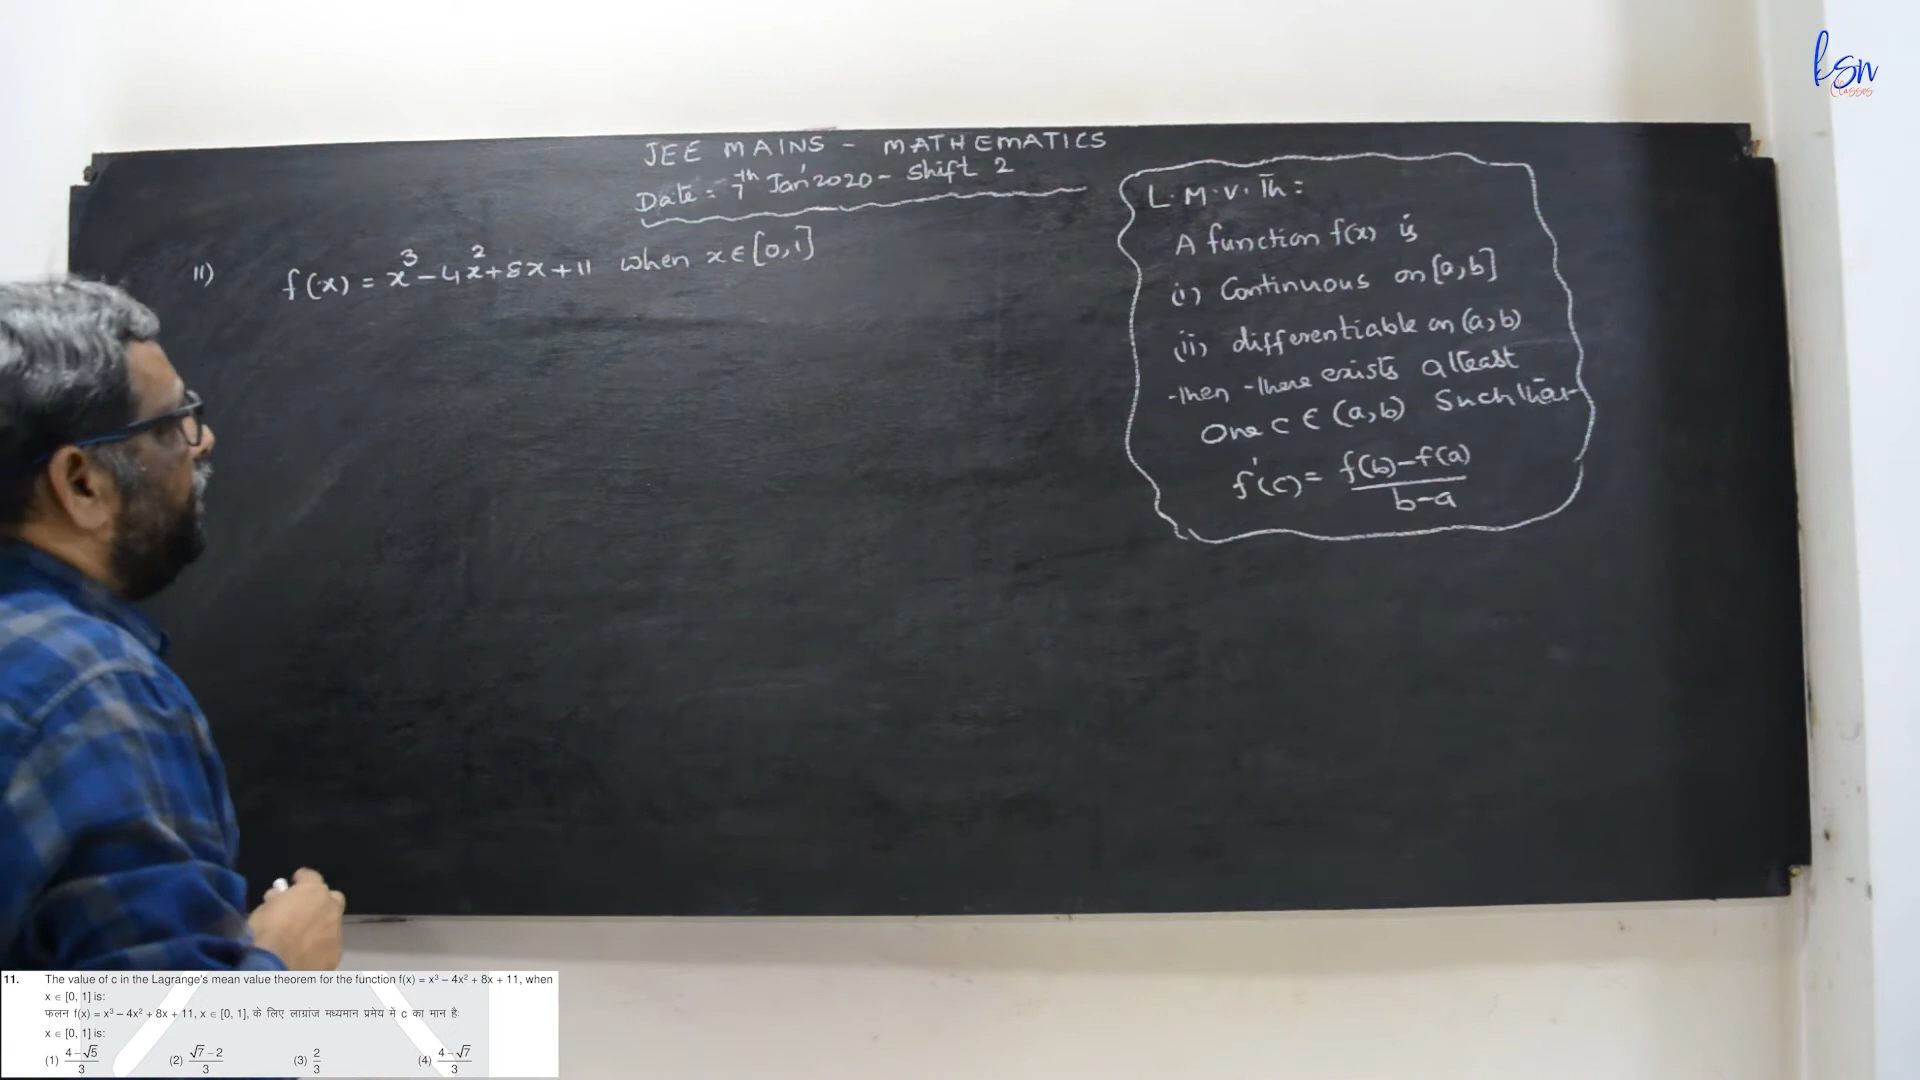 ksn
Classes
JEE MAINS - MATHEMATICS
Date: 7th Jan'2020 - Shift 2
11) f(x) = x³ - 4x² + 8x + 11 when x ∈ [0,1]
L.M.V.Th:
A function f(x) is
(i) Continuous on [a,b]
(ii) differentiable on (a,b)
then there exists atleast
One c ∈ (a,b) Such that
f'(c) = f(b)-f(a) / b-a
11. The value of c in the Lagrange's mean value theorem for the function f(x) = x³ – 4x² + 8x + 11, when
x ∈ [0, 1] is:
फलन f(x) = x³ – 4x² + 8x + 11, x ∈ [0, 1], के लिए लाग्रांज मध्यमान प्रमेय में c का मान है:
x ∈ [0, 1] is:
(1) 4–√5 / 3 (2) √7–2 / 3 (3) 2/3 (4) 4–√7 / 3